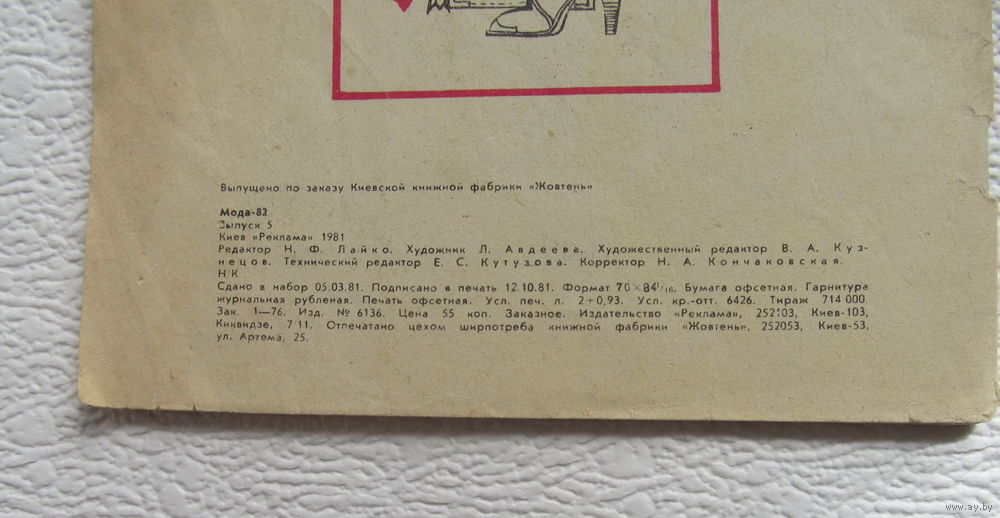 Выпущено по заказу Киевской книжной фабрики «Жовтень»
Мода-82
Выпуск 5
Киев «Реклама» 1981
Редактор Н. Ф. Лайко. Художник Л. Авдеева. Художественный редактор В. А. Куз-
нецов. Технический редактор Е. С. Кутузова. Корректор Н. А. Кончаковская.
НК
Сдано в набор 05.03.81. Подписано в печать 12.10.81. Формат 70×84¹/₁₆. Бумага офсетная. Гарнитура
журнальная рубленая. Печать офсетная. Усл. печ. л. 2+0,93. Усл. кр.-отт. 6426. Тираж 714 000.
Зак. 1—76. Изд. № 6136. Цена 55 коп. Заказное. Издательство «Реклама», 252103, Киев-103,
Киквидзе, 7/11. Отпечатано цехом ширпотреба книжной фабрики «Жовтень», 252053, Киев-53,
ул. Артема, 25.
www.ay.by